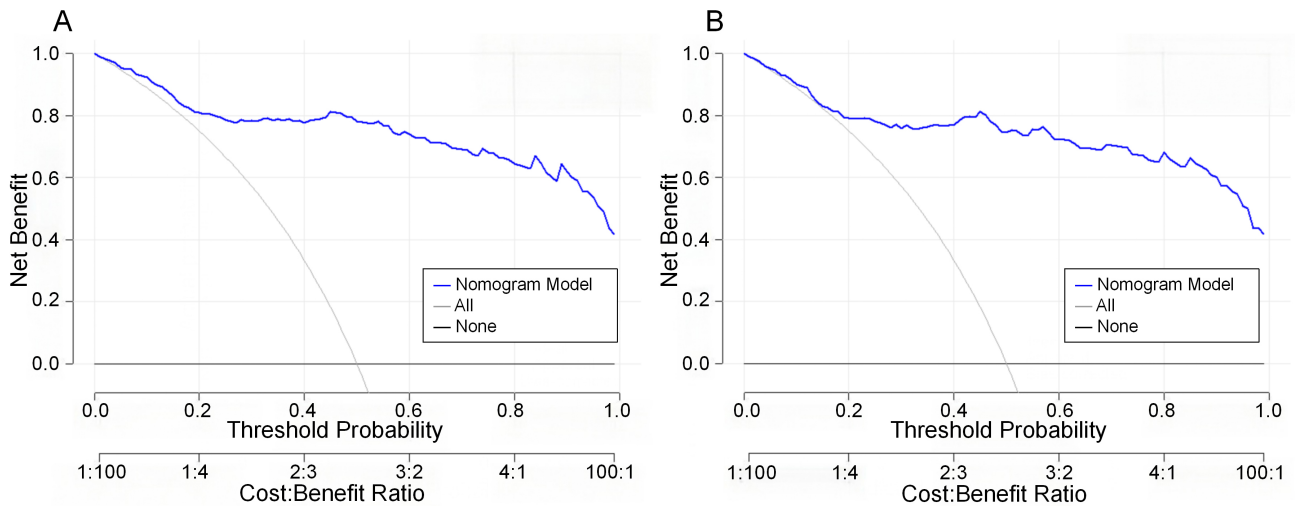 A
Net Benefit
1.0
0.8
0.6
0.4
0.2
0.0
Nomogram Model
All
None
0.0 0.2 0.4 0.6 0.8 1.0
Threshold Probability
1:100 1:4 2:3 3:2 4:1 100:1
Cost:Benefit Ratio
B
Net Benefit
1.0
0.8
0.6
0.4
0.2
0.0
Nomogram Model
All
None
0.0 0.2 0.4 0.6 0.8 1.0
Threshold Probability
1:100 1:4 2:3 3:2 4:1 100:1
Cost:Benefit Ratio